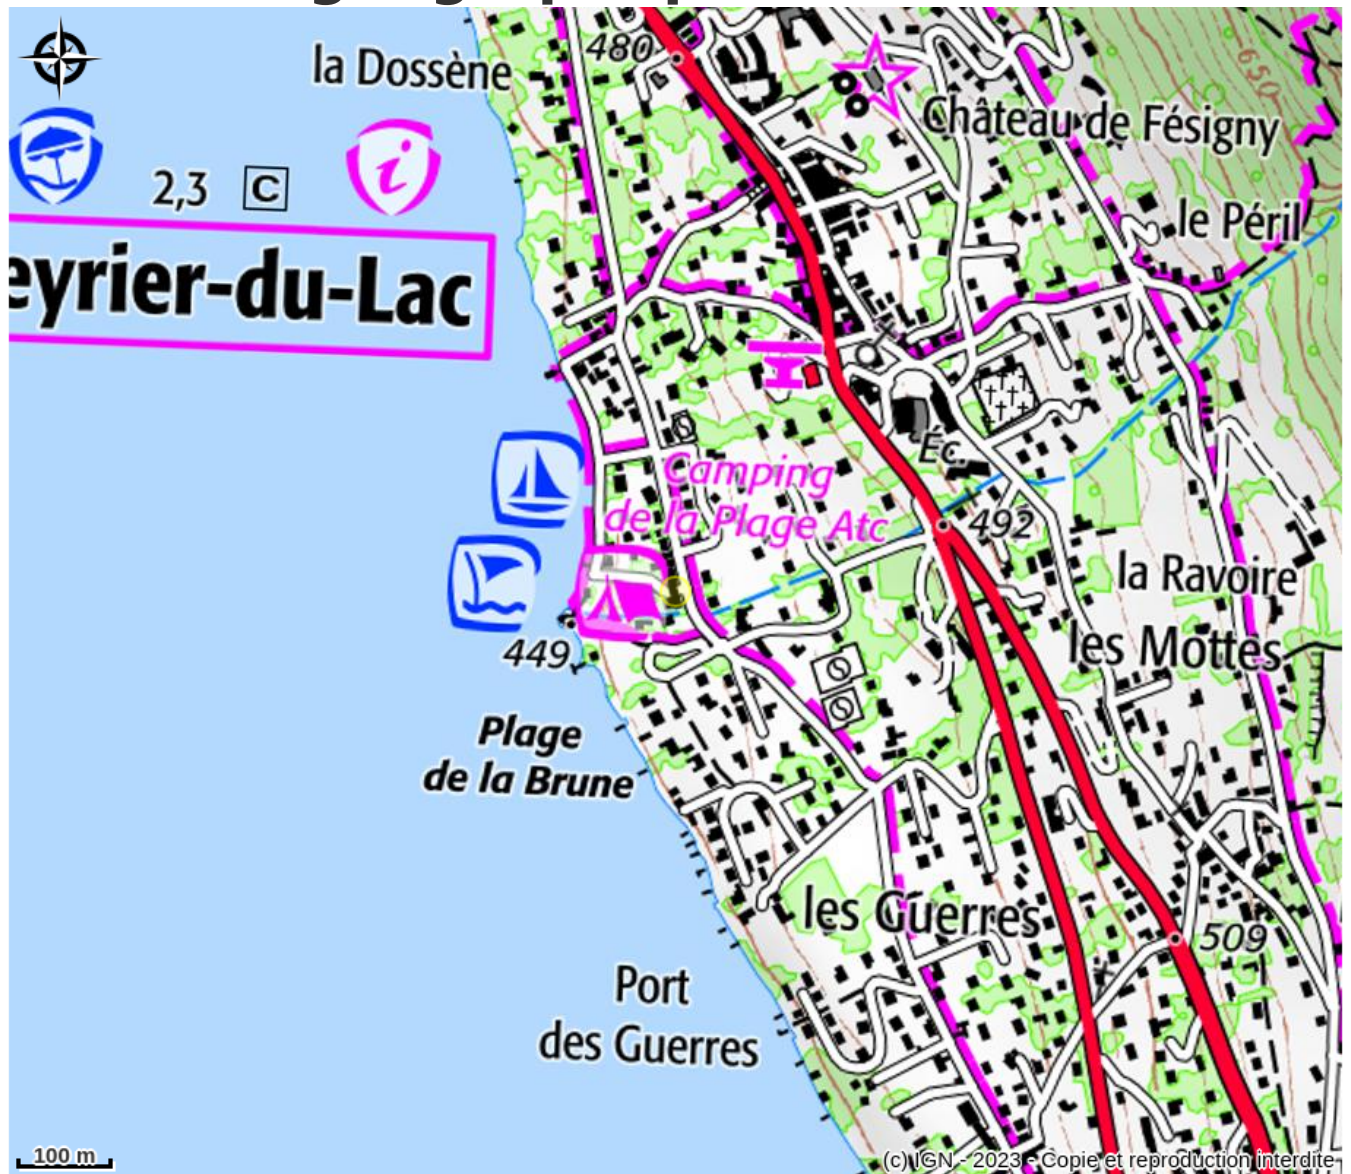 la Dossène
480
Château de Fésigny
650
2,3 C
i
le Péril
eyrier-du-Lac
Éc.
Camping
de la Plage Atc
492
la Ravoire
449
les Mottes
Plage
de la Brune
les Guerres
509
Port
des Guerres
100 m
(c) IGN - 2023 - Copie et reproduction interdite